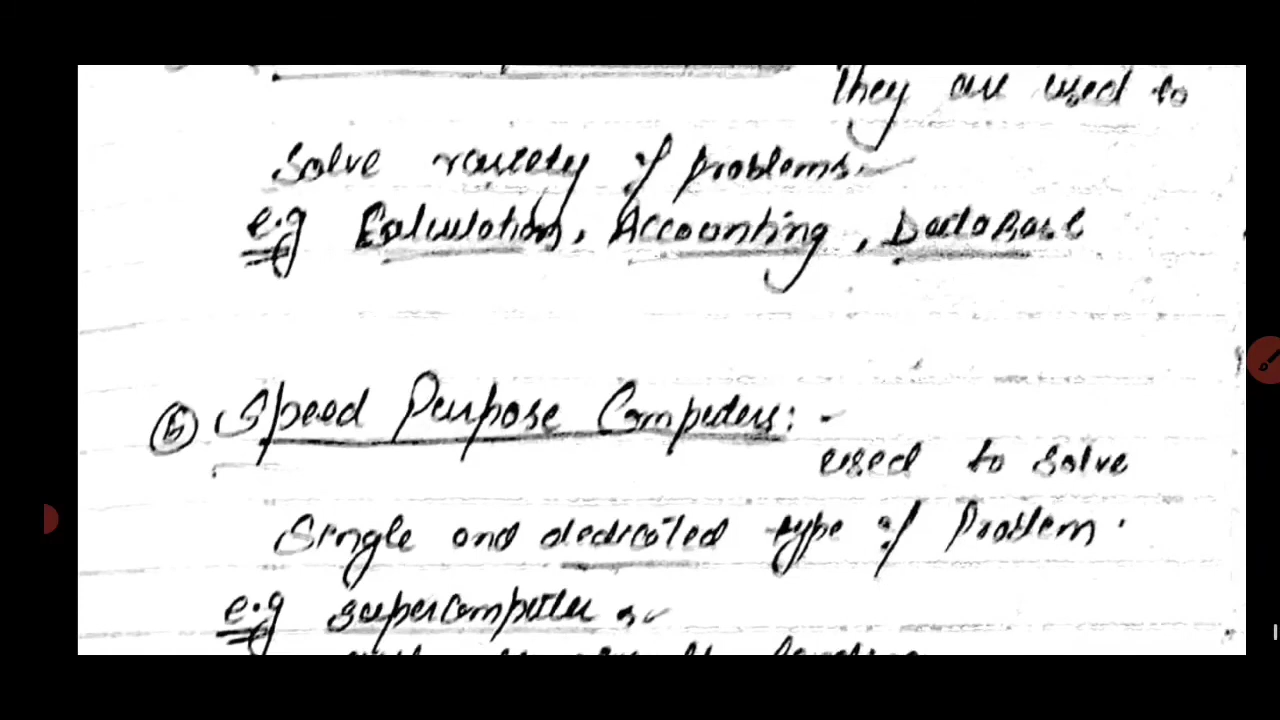 They are used to
Solve variety of problems.
e.g Calculation, Accounting, DataBase
(b) Speed Purpose Computers: -
used to solve
Single and dedicated type of Problem.
e.g supercomputer,